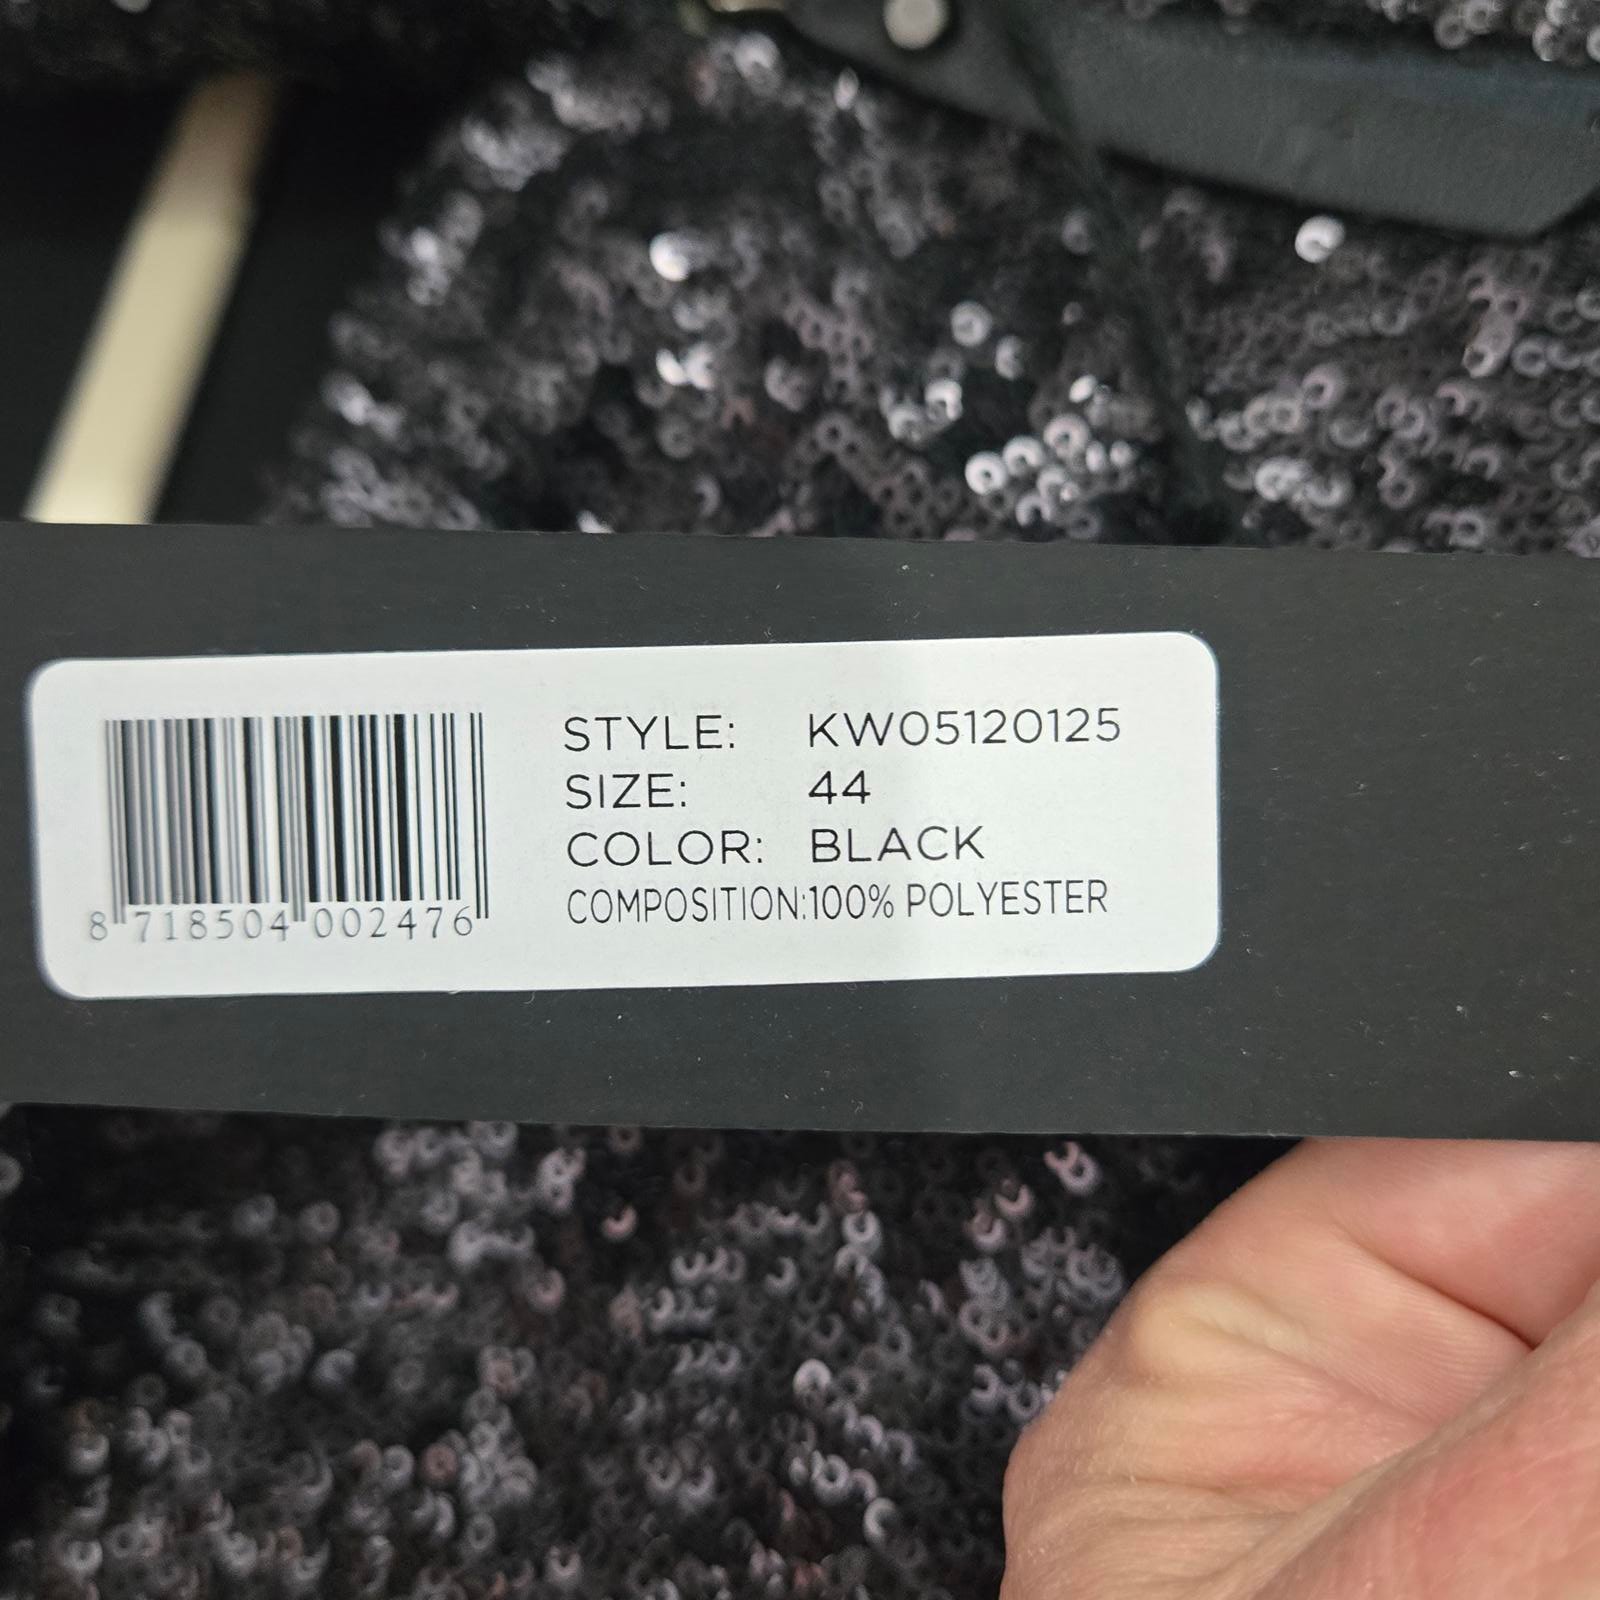 STYLE: KW05120125
SIZE: 44
COLOR: BLACK
COMPOSITION:100% POLYESTER
8 718504 002476